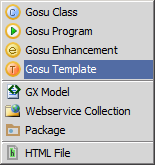 Gosu Class
Gosu Program
Gosu Enhancement
Gosu Template
GX Model
Webservice Collection
Package
HTML File